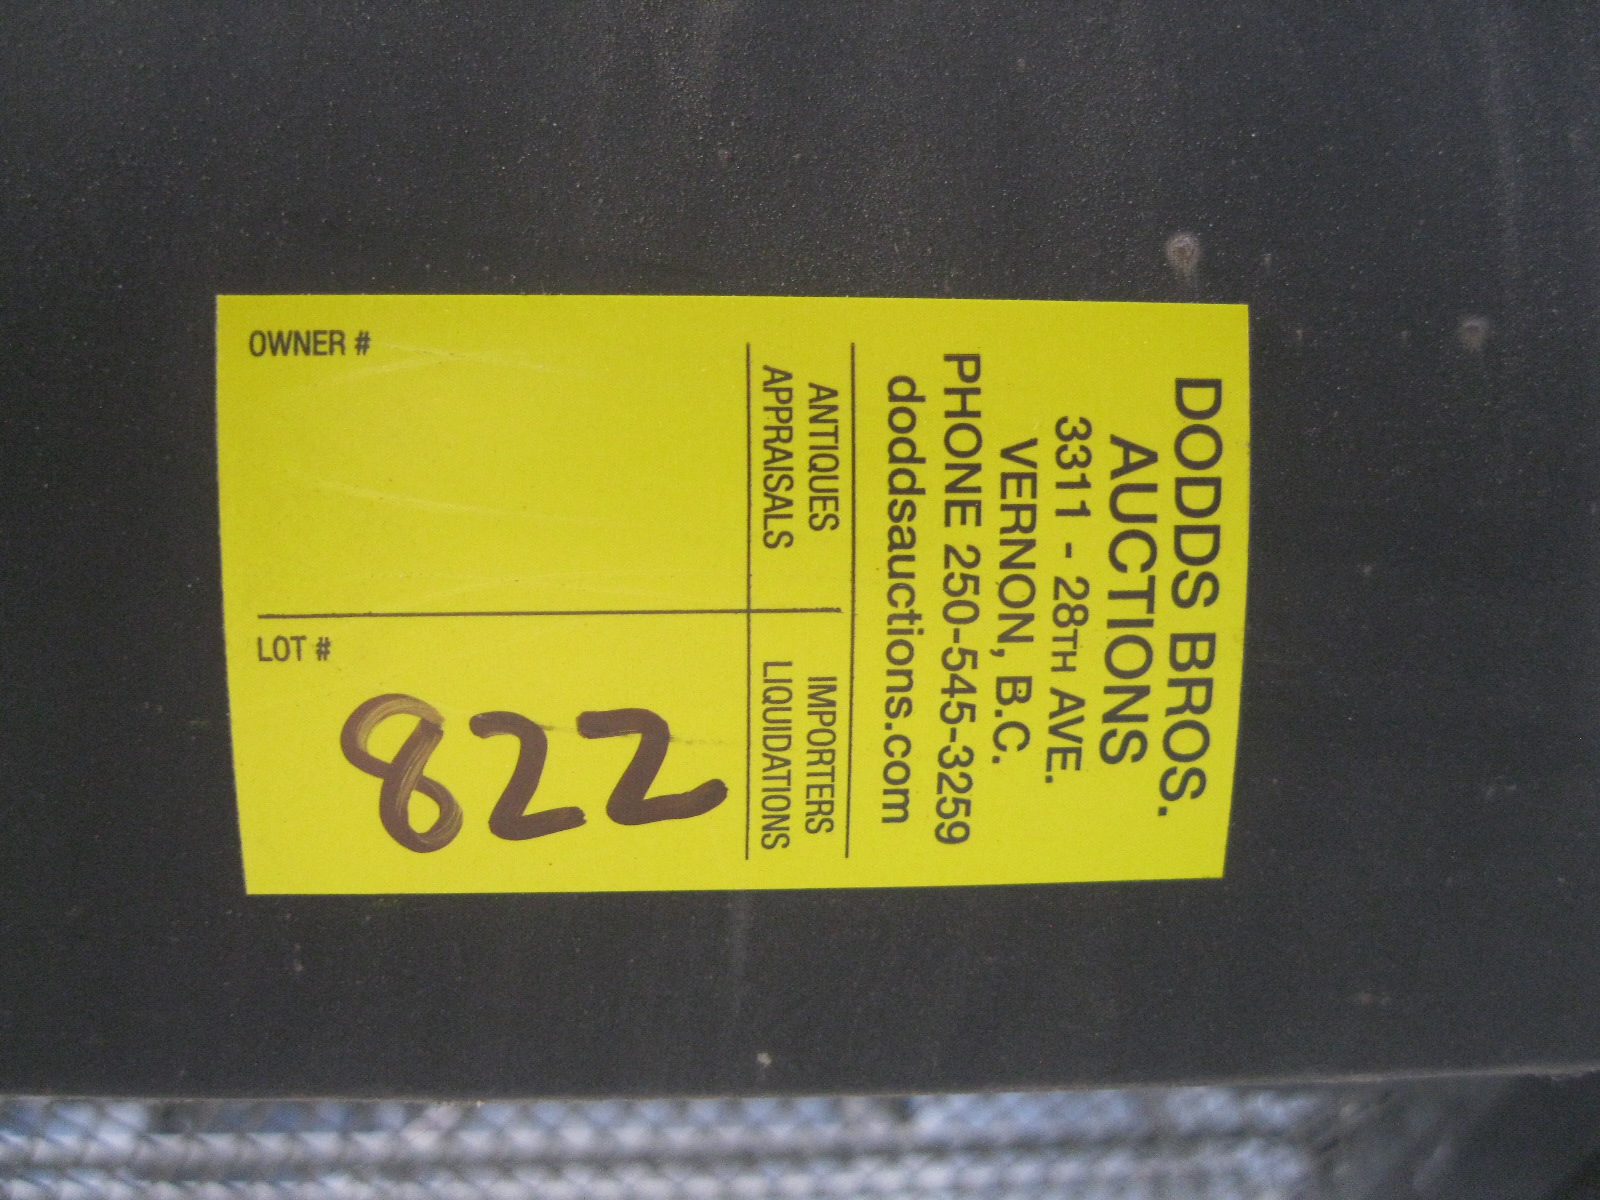 DODDS BROS.
AUCTIONS
3311 - 28TH AVE.
VERNON, B.C.
PHONE 250-545-3259
doddsauctions.com
ANTIQUES
APPRAISALS
IMPORTERS
LIQUIDATIONS
OWNER #
LOT #
822